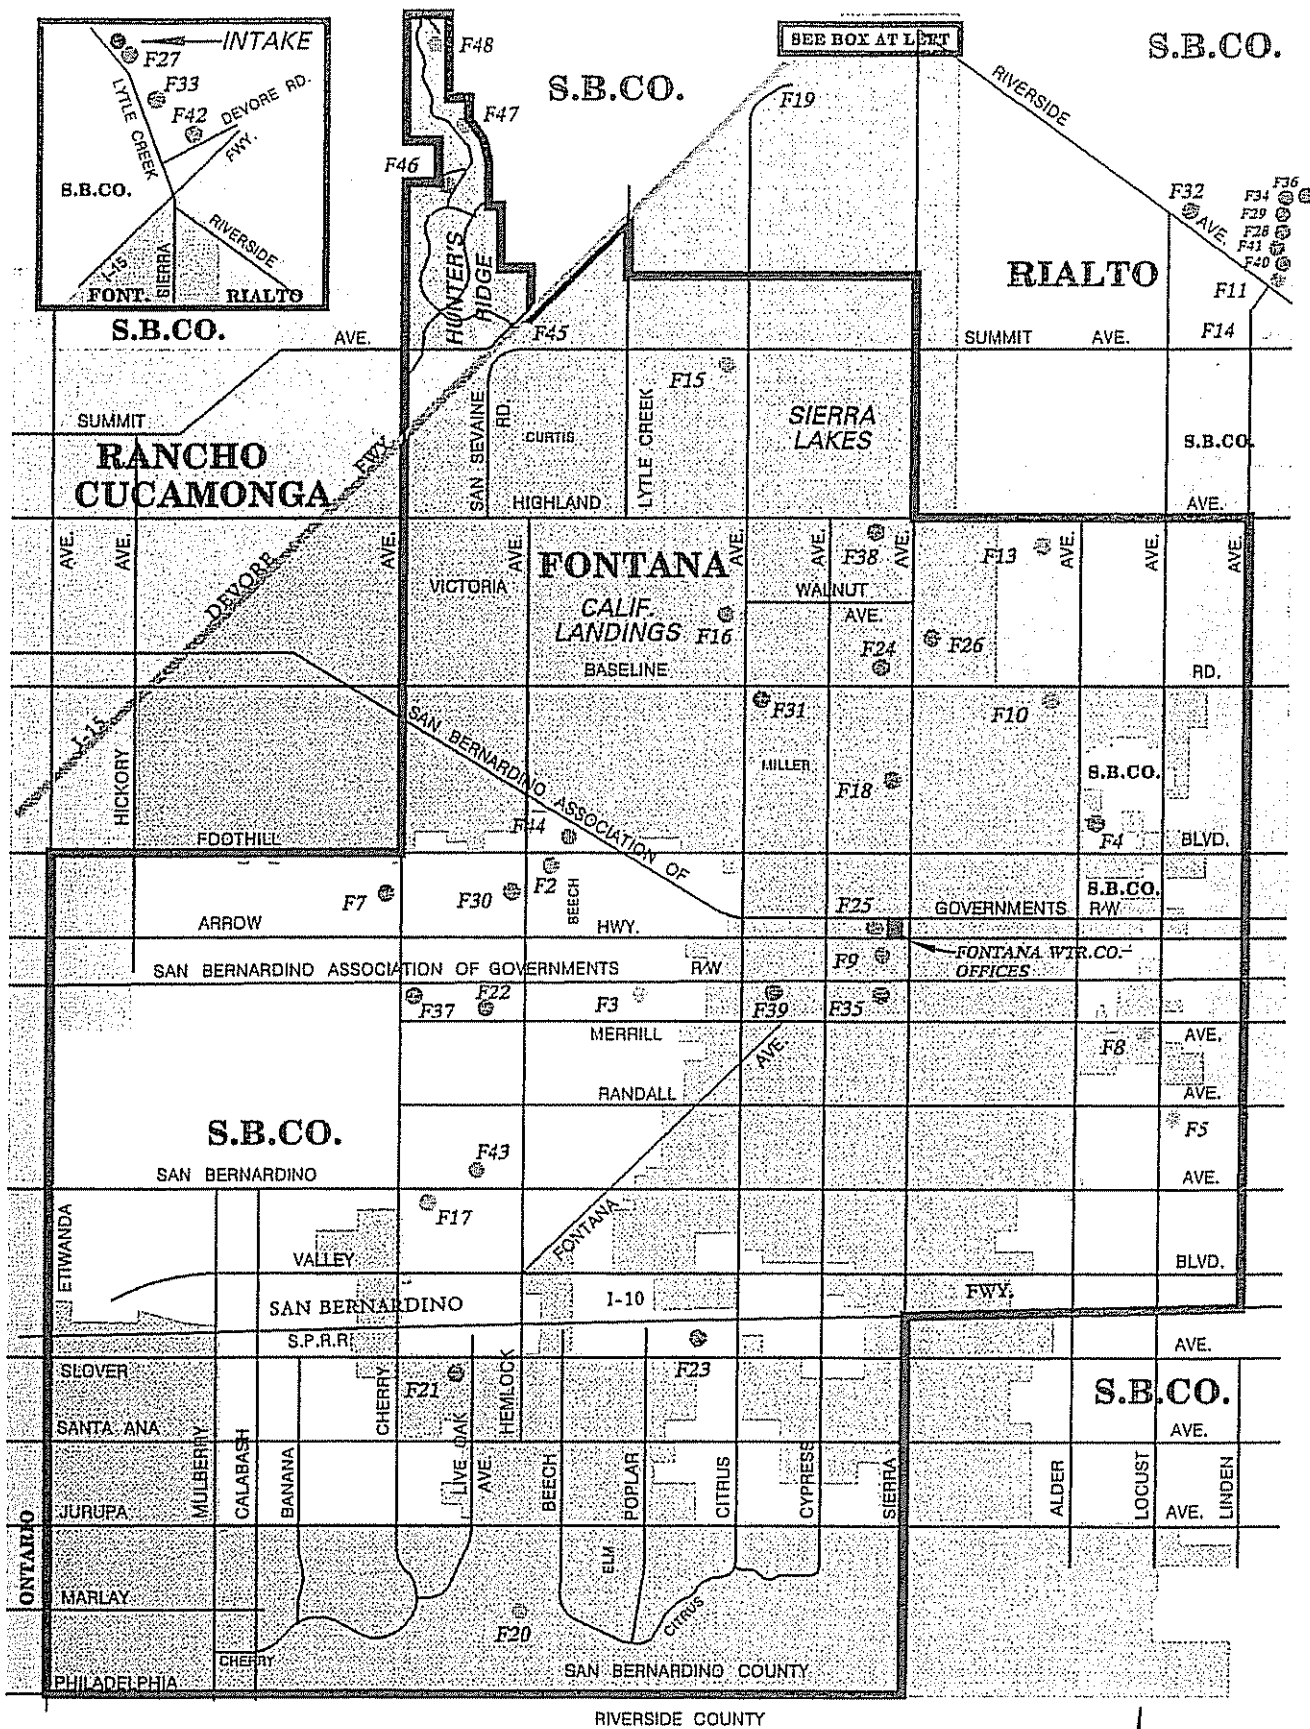 INTAKE
F27
F33
F42
DEVORE RD.
FWY.
LYTLE CREEK
S.B.CO.
RIVERSIDE
I-15
SIERRA
FONT.
RIALTO
F48
F47
F46
HUNTER'S
RIDGE
F45
S.B.CO.
SEE BOX AT LEFT
S.B.CO.
F19
RIVERSIDE
AVE.
F32
F36
F34
F29
F28
F41
F40
F11
F14
RIALTO
S.B.CO.
AVE.
SUMMIT
AVE.
SUMMIT
RANCHO
CUCAMONGA
FWY
SAN SEVAINE
RD.
CURTIS
HIGHLAND
LYTLE CREEK
F15
SIERRA
LAKES
S.B.CO.
AVE.
AVE.
AVE.
AVE.
AVE.
AVE.
AVE.
AVE.
AVE.
AVE.
AVE.
DEVORE
VICTORIA
FONTANA
CALIF.
LANDINGS
F16
BASELINE
F38
WALNUT
AVE.
F24
F26
F13
RD.
I-15
HICKORY
SAN BERNARDINO ASSOCIATION OF
F31
MILLER
F18
F10
S.B.CO.
F4
FOOTHILL
F44
BLVD.
F7
F30
F2
BEECH
F25
GOVERNMENTS
R/W
S.B.CO.
ARROW
HWY.
SAN BERNARDINO ASSOCIATION OF GOVERNMENTS
R/W
F9
FONTANA WTR.CO.
OFFICES
F37
F22
F3
F39
F35
MERRILL
AVE.
F8
AVE.
RANDALL
AVE.
S.B.CO.
F43
F5
SAN BERNARDINO
AVE.
F17
ETIWANDA
FONTANA
VALLEY
BLVD.
SAN BERNARDINO
I-10
FWY.
S.P.R.R.
F23
AVE.
SLOVER
F21
S.B.CO.
SANTA ANA
AVE.
MULBERRY
CALABASH
BANANA
CHERRY
LIVE OAK
AVE.
HEMLOCK
BEECH
POPLAR
CITRIUS
CYPRESS
SIERRA
ALDER
LOCUST
LINDEN
JURUPA
AVE.
ONTARIO
ELM
MARLAY
CITRUS
F20
CHERRY
SAN BERNARDINO COUNTY
PHILADELPHIA
RIVERSIDE COUNTY